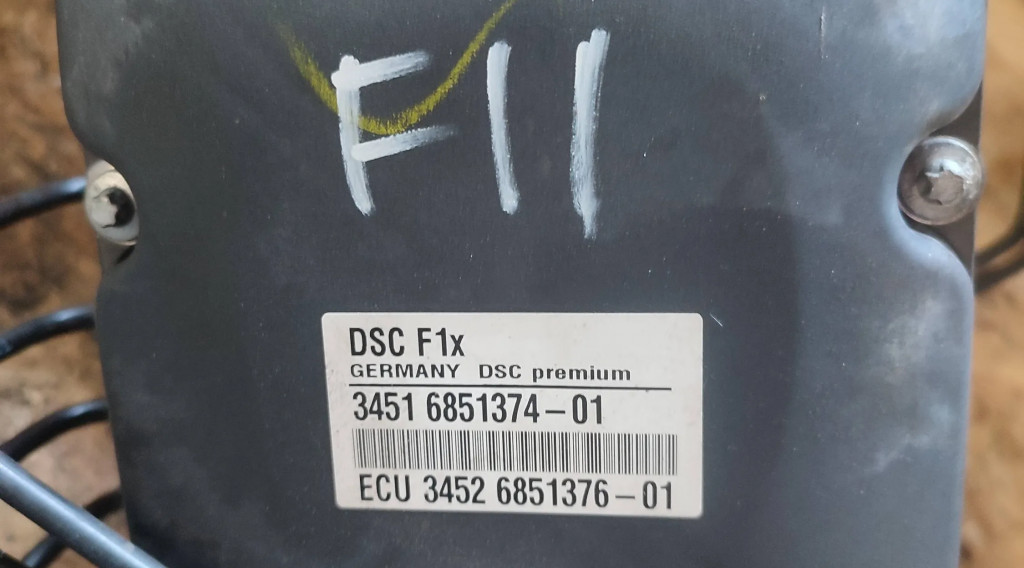 F11
DSC F1x
GERMANY DSC premium
3451 6851374-01
ECU 3452 6851376-01